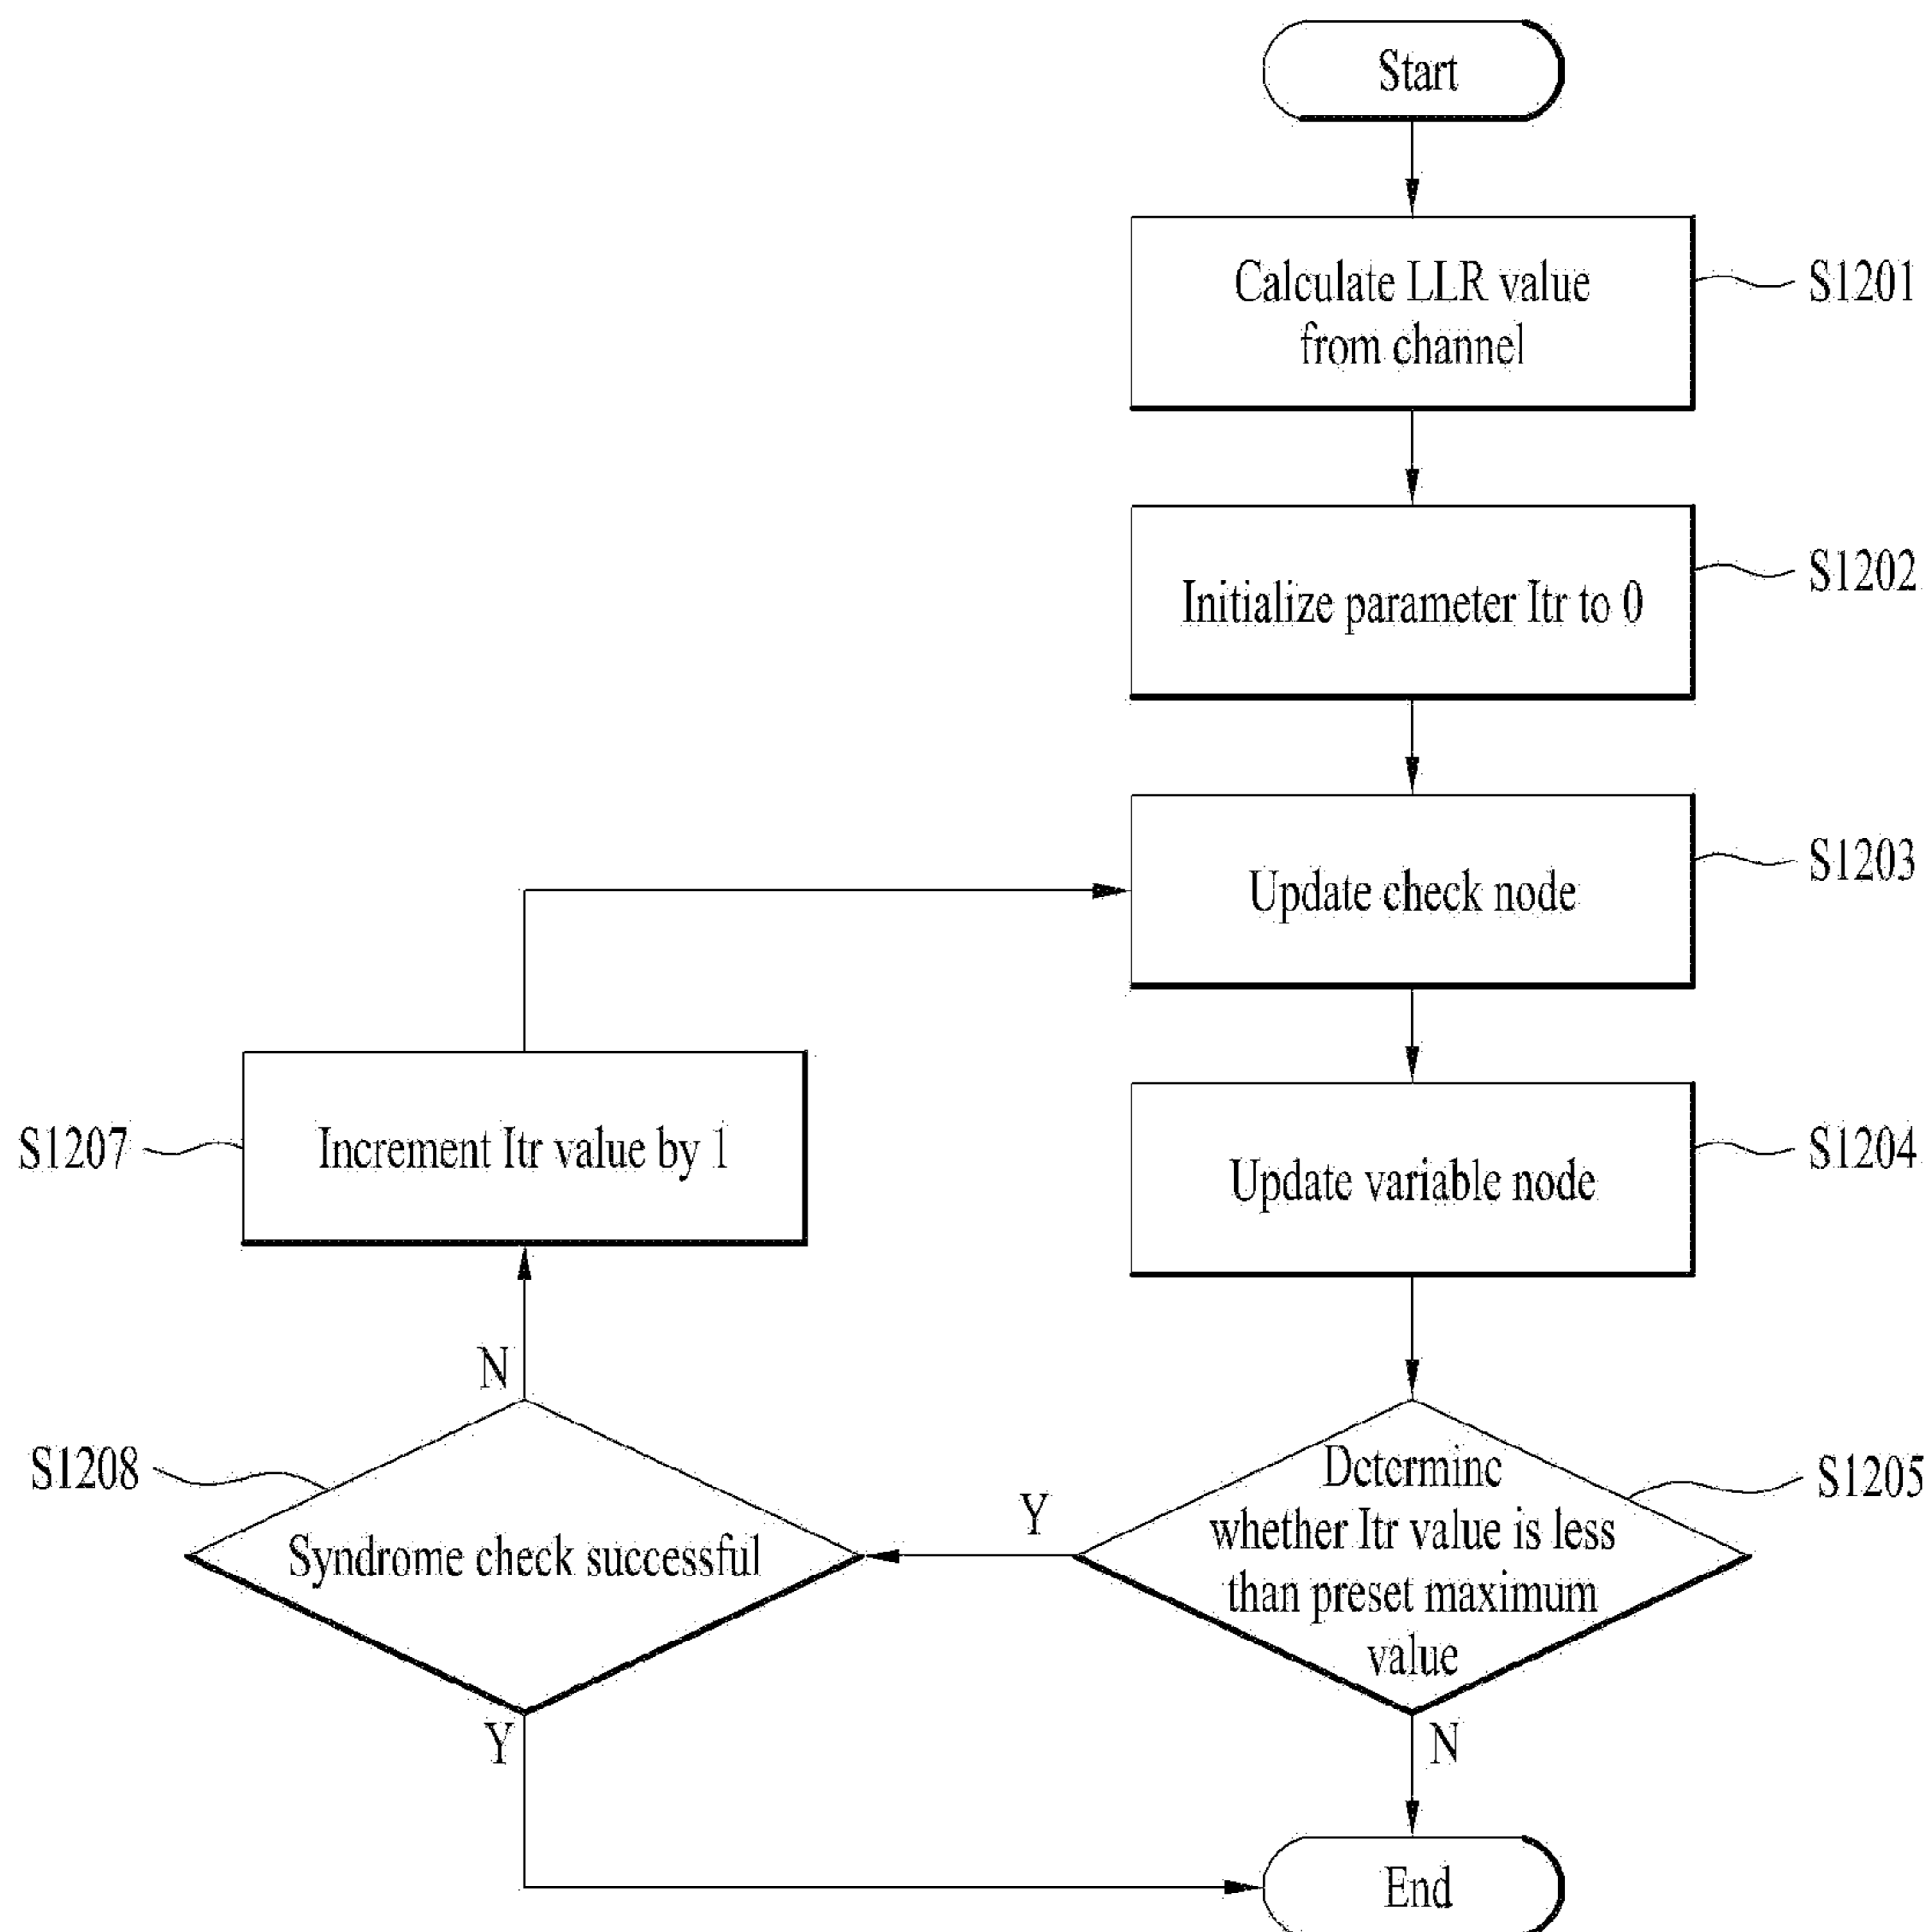 Start
Calculate LLR value
from channel
S1201
Initialize parameter Itr to 0
S1202
Update check node
S1203
S1207
Increment Itr value by 1
Update variable node
S1204
N
S1208
Syndrome check successful
Y
Y
Determine
whether Itr value is less
than preset maximum
value
S1205
N
End